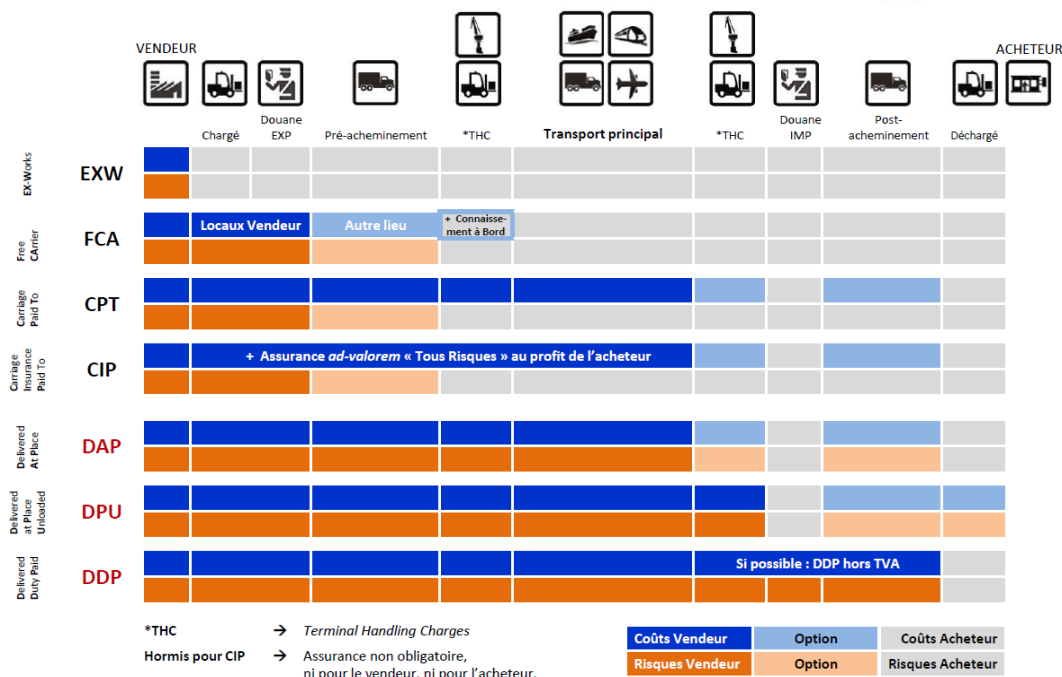 VENDEUR
ACHETEUR
Chargé
Douane
EXP
Pré-acheminement
*THC
Transport principal
*THC
Douane
IMP
Post-
acheminement
Déchargé
EX-Works
EXW
Free
CArrier
FCA
Locaux Vendeur
Autre lieu
+ Connaisse-
ment à Bord
Carriage
Paid To
CPT
Carriage
Insurance
Paid To
CIP
+ Assurance ad-valorem « Tous Risques » au profit de l’acheteur
Delivered
At Place
DAP
Delivered
at Place
Unloaded
DPU
Delivered
Duty Paid
DDP
Si possible : DDP hors TVA
*THC → Terminal Handling Charges
Hormis pour CIP → Assurance non obligatoire,
ni pour le vendeur, ni pour l’acheteur.
Coûts Vendeur Option Coûts Acheteur
Risques Vendeur Option Risques Acheteur